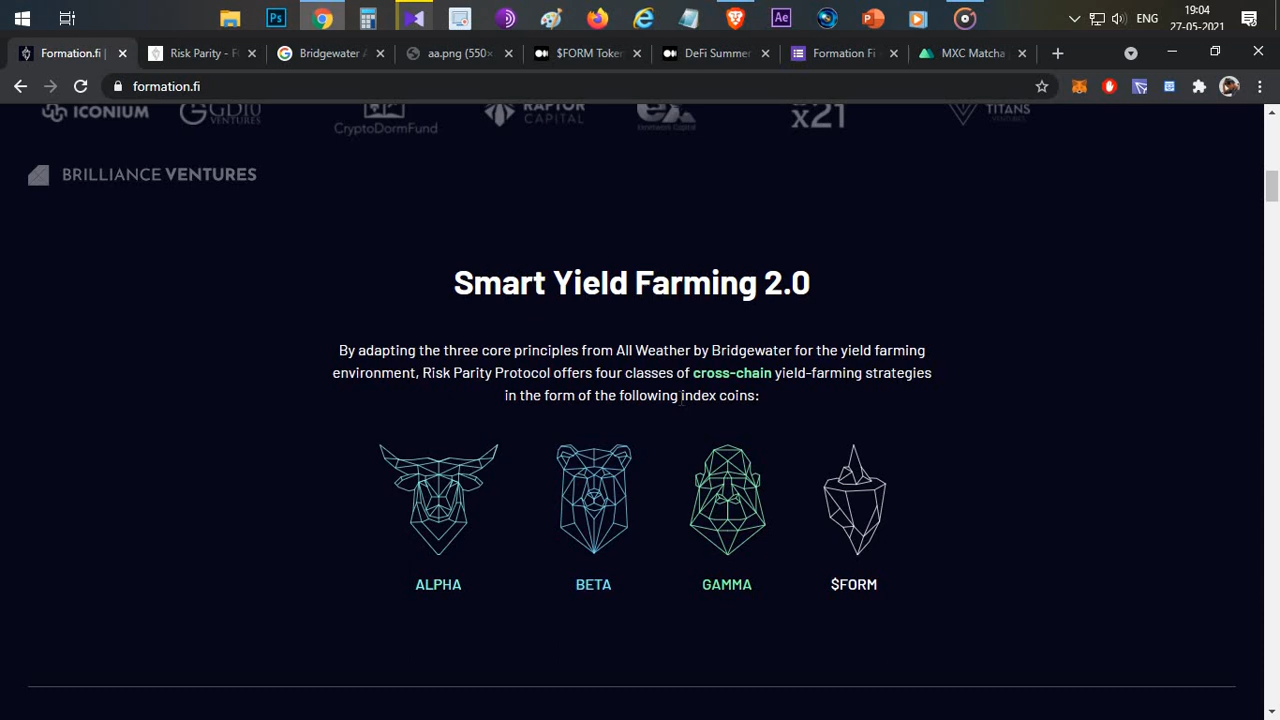 19:04
ENG
27-05-2021
Formation.fi |
Risk Parity - F
Bridgewater A
aa.png (550×
$FORM Token
DeFi Summer
Formation Fi
MXC Matcha
formation.fi
ICONIUM
VENTURES
CryptoDormFund
RAPTOR
CAPITAL
x21
TITANS
VENTURES
BRILLIANCE VENTURES
Smart Yield Farming 2.0
By adapting the three core principles from All Weather by Bridgewater for the yield farming
environment, Risk Parity Protocol offers four classes of cross-chain yield-farming strategies
in the form of the following index coins:
ALPHA
BETA
GAMMA
$FORM